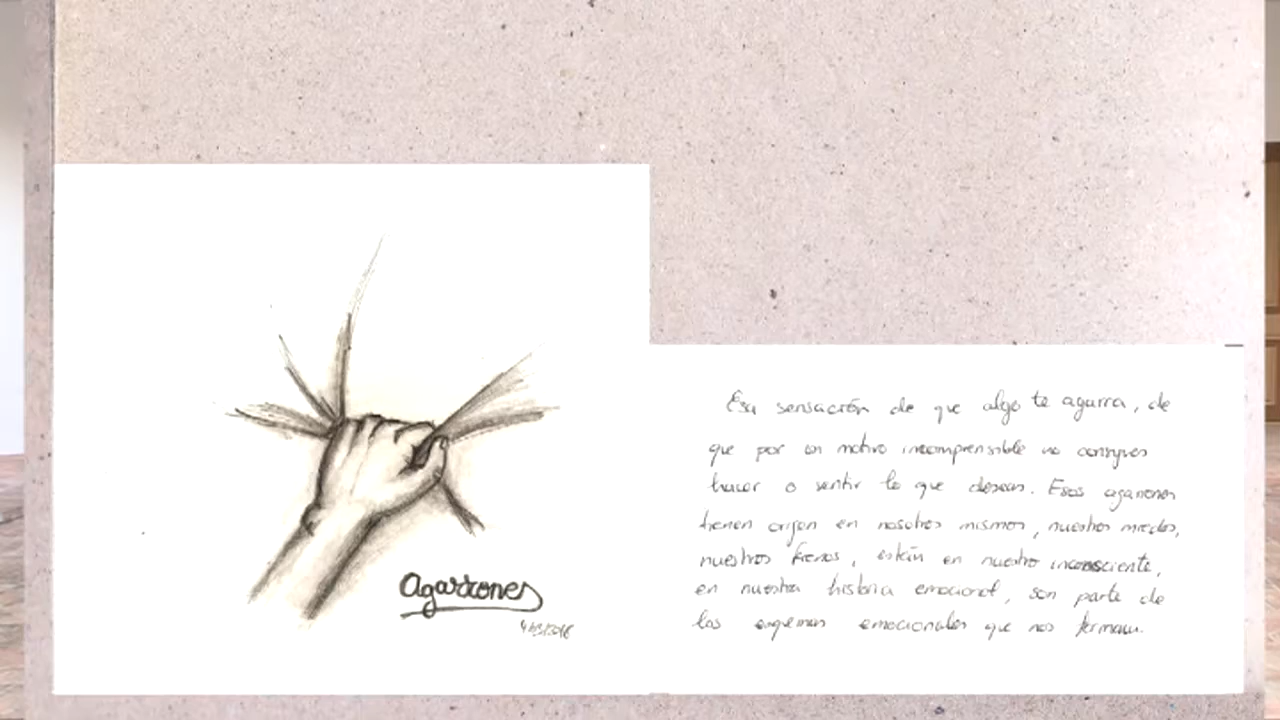 Agarrones
Esa sensación de que algo te agarra, de
que por un motivo incomprensible no consigues
hacer o sentir lo que deseas. Esos agarrones
tienen origen en nosotros mismos, nuestros miedos,
nuestros frenos, están en nuestro inconsciente,
en nuestra historia emocional, son parte de
los esquemas emocionales que nos forman.